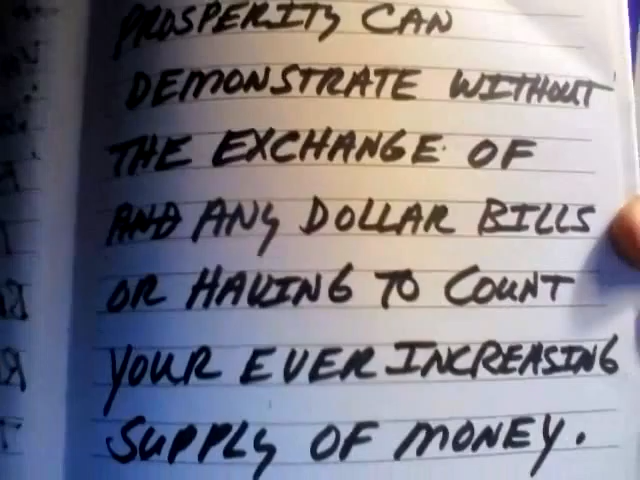 PROSPERITY CAN
DEMONSTRATE WITHOUT
THE EXCHANGE OF
AND ANY DOLLAR BILLS
OR HAVING TO COUNT
YOUR EVER INCREASING
SUPPLY OF MONEY.